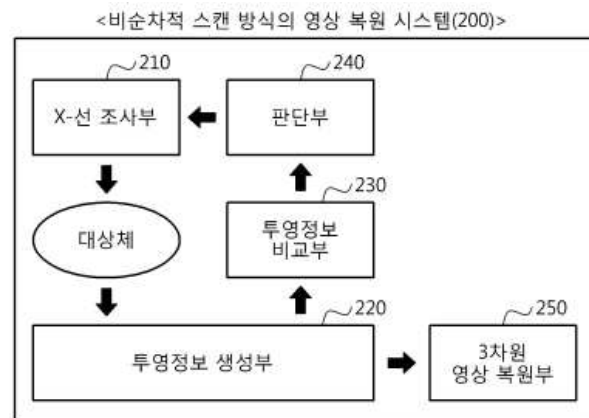 <비순차적 스캔 방식의 영상 복원 시스템(200)>
210
240
X-선 조사부
판단부
230
대상체
투영정보
비교부
220
250
투영정보 생성부
3차원
영상 복원부